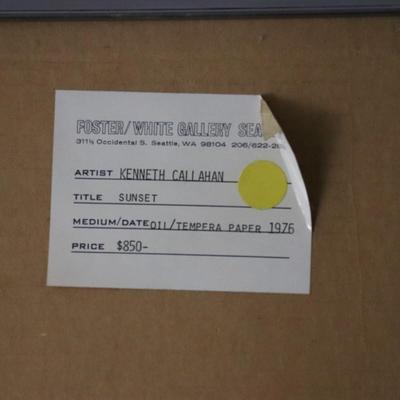 FOSTER/WHITE GALLERY
311½ Occidental S. Seattle, WA 98104
ARTIST KENNETH CALLAHAN
TITLE SUNSET
MEDIUM/DATE OIL/TEMPERA PAPER 1976
PRICE $850-